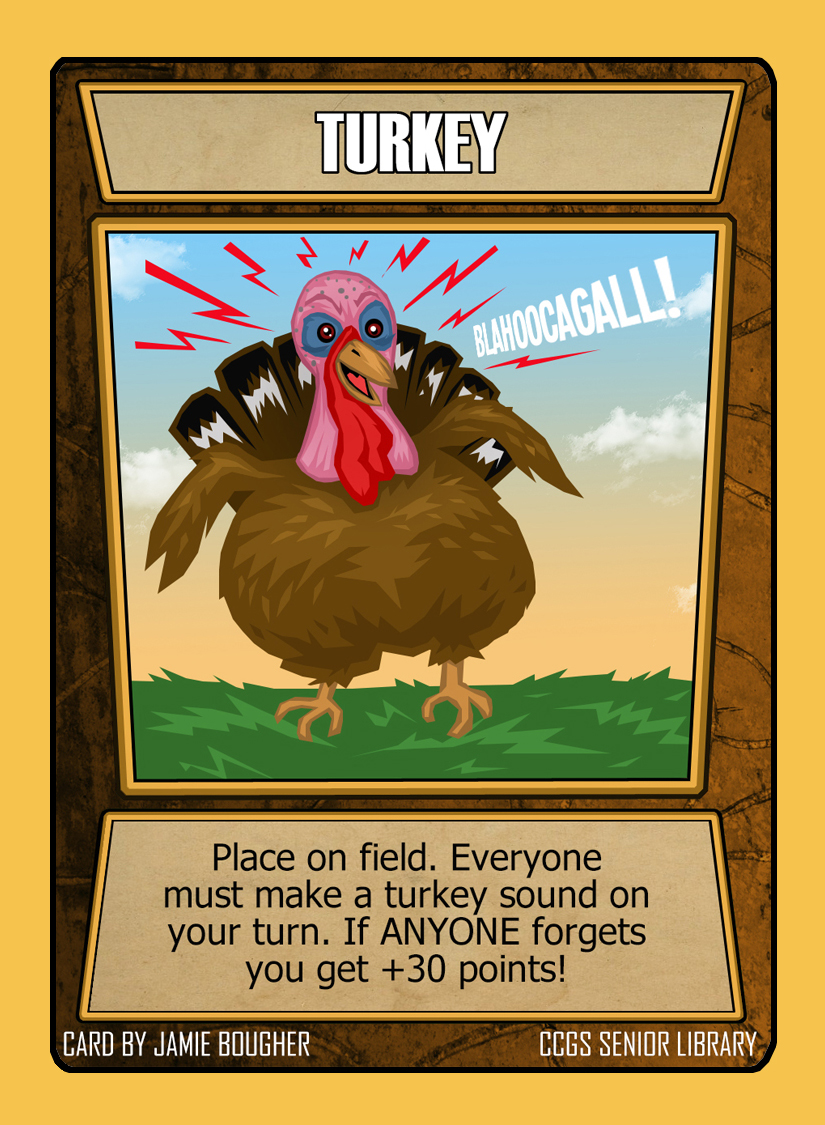 TURKEY
BLAHOOCAGALL!
Place on field. Everyone
must make a turkey sound on
your turn. If ANYONE forgets
you get +30 points!
CARD BY JAMIE BOUGHER
CCGS SENIOR LIBRARY